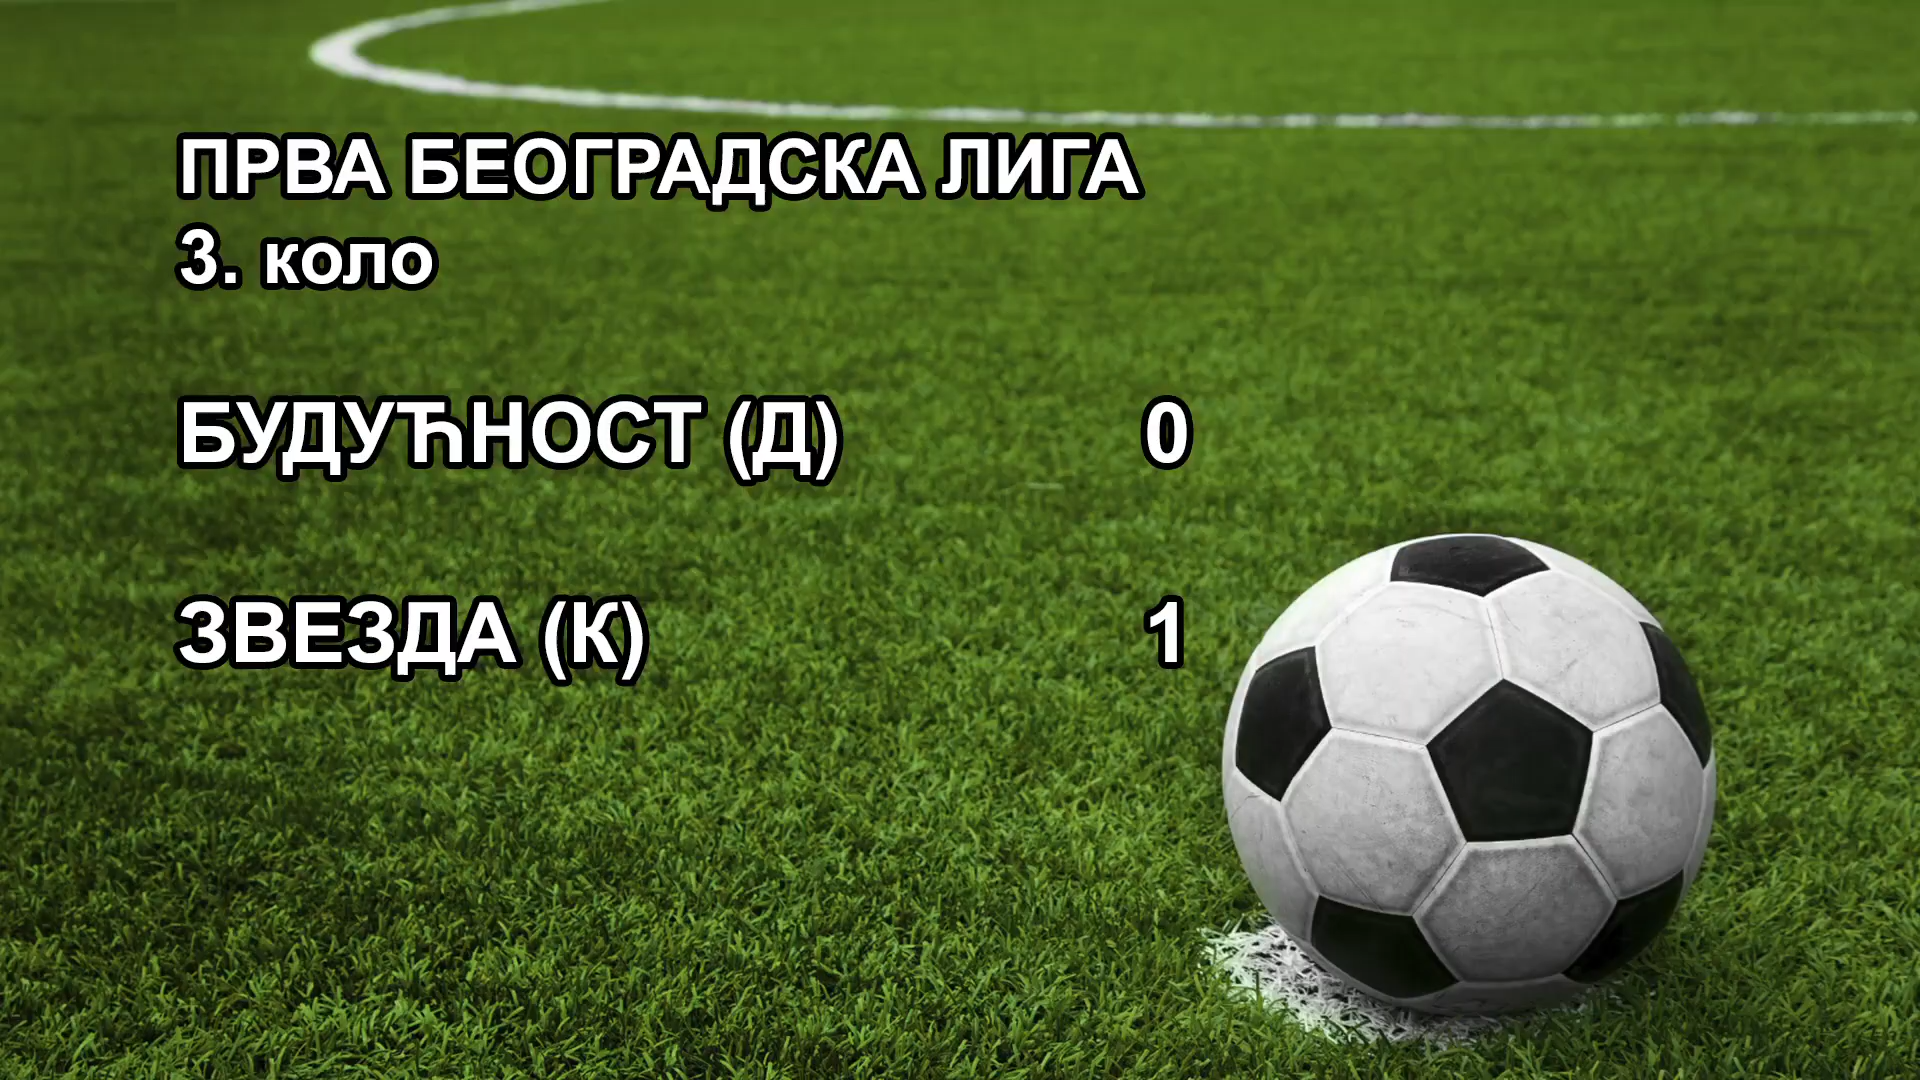 ПРВА БЕОГРАДСКА ЛИГА
3. коло
БУДУЋНОСТ (Д) 0
ЗВЕЗДА (К) 1